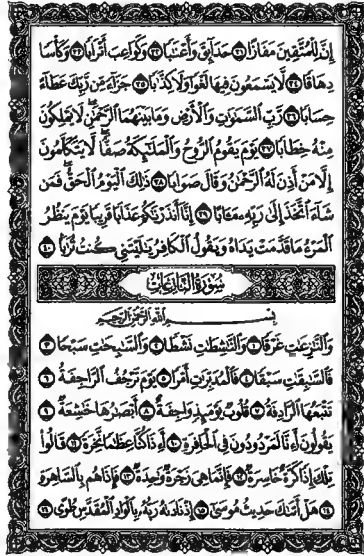 إِنَّ لِلْمُتَّقِينَ مَفَازًا ٣١ حَدَآئِقَ وَأَعْنَٰبًا ٣٢ وَكَوَاعِبَ أَتْرَابًا ٣٣ وَكَأْسًا
دِهَاقًا ٣٤ لَّا يَسْمَعُونَ فِيهَا لَغْوًا وَلَا كِذَّٰبًا ٣٥ جَزَآءً مِّن رَّبِّكَ عَطَآءً
حِسَابًا ٣٦ رَّبِّ ٱلسَّمَٰوَٰتِ وَٱلْأَرْضِ وَمَا بَيْنَهُمَا ٱلرَّحْمَٰنِ ۖ لَا يَمْلِكُونَ
مِنْهُ خِطَابًا ٣٧ يَوْمَ يَقُومُ ٱلرُّوحُ وَٱلْمَلَٰٓئِكَةُ صَفًّا ۖ لَّا يَتَكَلَّمُونَ
إِلَّا مَنْ أَذِنَ لَهُ ٱلرَّحْمَٰنُ وَقَالَ صَوَابًا ٣٨ ذَٰلِكَ ٱلْيَوْمُ ٱلْحَقُّ ۖ فَمَن
شَآءَ ٱتَّخَذَ إِلَىٰ رَبِّهِۦ مَـَٔابًا ٣٩ إِنَّآ أَنذَرْنَٰكُمْ عَذَابًا قَرِيبًا يَوْمَ يَنظُرُ
ٱلْمَرْءُ مَا قَدَّمَتْ يَدَاهُ وَيَقُولُ ٱلْكَافِرُ يَٰلَيْتَنِى كُنتُ تُرَٰبًۢا ٤٠
سُورَةُ النَّازِعَاتِ
بِسْمِ ٱللَّهِ ٱلرَّحْمَٰنِ ٱلرَّحِيمِ
وَٱلنَّٰزِعَٰتِ غَرْقًا ١ وَٱلنَّٰشِطَٰتِ نَشْطًا ٢ وَٱلسَّٰبِحَٰتِ سَبْحًا ٣
فَٱلسَّٰبِقَٰتِ سَبْقًا ٤ فَٱلْمُدَبِّرَٰتِ أَمْرًا ٥ يَوْمَ تَرْجُفُ ٱلرَّاجِفَةُ ٦
تَتْبَعُهَا ٱلرَّادِفَةُ ٧ قُلُوبٌ يَوْمَئِذٍ وَاجِفَةٌ ٨ أَبْصَٰرُهَا خَٰشِعَةٌ ٩
يَقُولُونَ أَءِنَّا لَمَرْدُودُونَ فِى ٱلْحَافِرَةِ ١٠ أَءِذَا كُنَّا عِظَٰمًا نَّخِرَةً ١١ قَالُوا۟
تِلْكَ إِذًا كَرَّةٌ خَاسِرَةٌ ١٢ فَإِنَّمَا هِىَ زَجْرَةٌ وَٰحِدَةٌ ١٣ فَإِذَا هُم بِٱلسَّاهِرَةِ
١٤ هَلْ أَتَىٰكَ حَدِيثُ مُوسَىٰٓ ١٥ إِذْ نَادَىٰهُ رَبُّهُۥ بِٱلْوَادِ ٱلْمُقَدَّسِ طُوًى ١٦